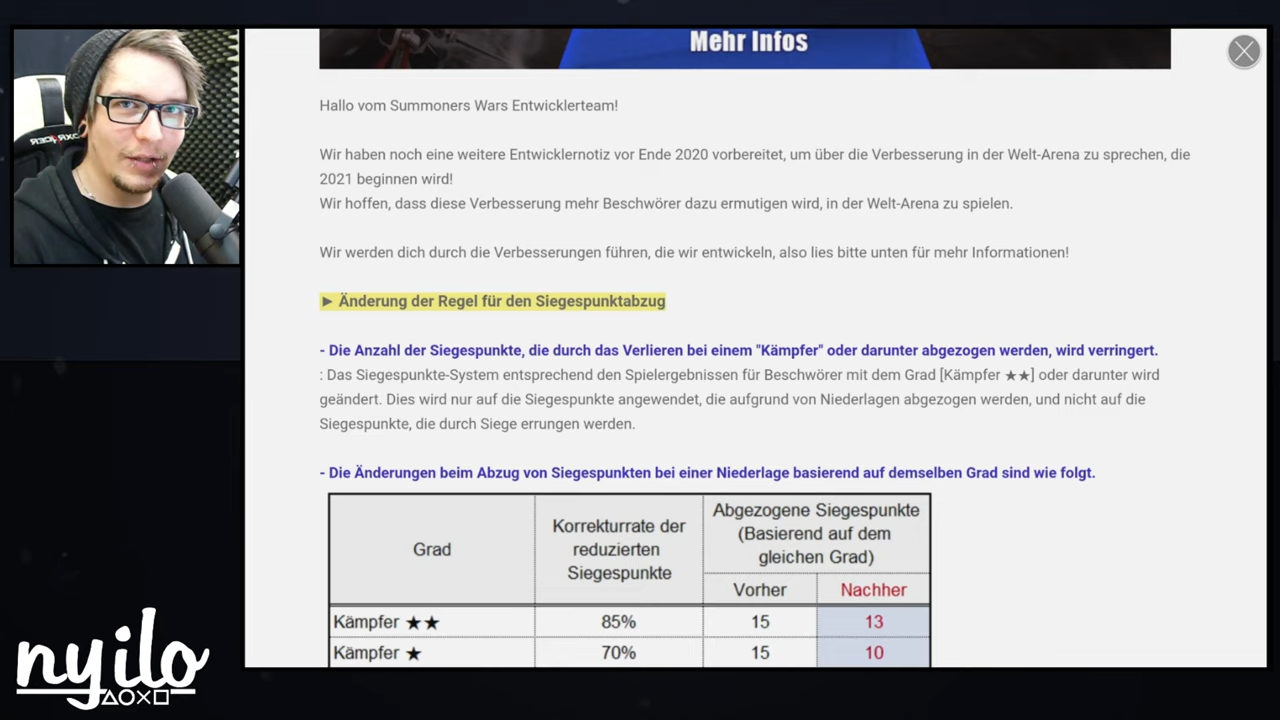 Mehr Infos
Hallo vom Summoners Wars Entwicklerteam!
Wir haben noch eine weitere Entwicklernotiz vor Ende 2020 vorbereitet, um über die Verbesserung in der Welt-Arena zu sprechen, die
2021 beginnen wird!
Wir hoffen, dass diese Verbesserung mehr Beschwörer dazu ermutigen wird, in der Welt-Arena zu spielen.
Wir werden dich durch die Verbesserungen führen, die wir entwickeln, also lies bitte unten für mehr Informationen!
► Änderung der Regel für den Siegespunktabzug
- Die Anzahl der Siegespunkte, die durch das Verlieren bei einem "Kämpfer" oder darunter abgezogen werden, wird verringert.
: Das Siegespunkte-System entsprechend den Spielergebnissen für Beschwörer mit dem Grad [Kämpfer ★★] oder darunter wird
geändert. Dies wird nur auf die Siegespunkte angewendet, die aufgrund von Niederlagen abgezogen werden, und nicht auf die
Siegespunkte, die durch Siege errungen werden.
- Die Änderungen beim Abzug von Siegespunkten bei einer Niederlage basierend auf demselben Grad sind wie folgt.
Grad
Korrekturrate der
reduzierten
Siegespunkte
Abgezogene Siegespunkte
(Basierend auf dem
gleichen Grad)
Vorher Nachher
Kämpfer ★★ 85% 15 13
Kämpfer ★ 70% 15 10
nyilo